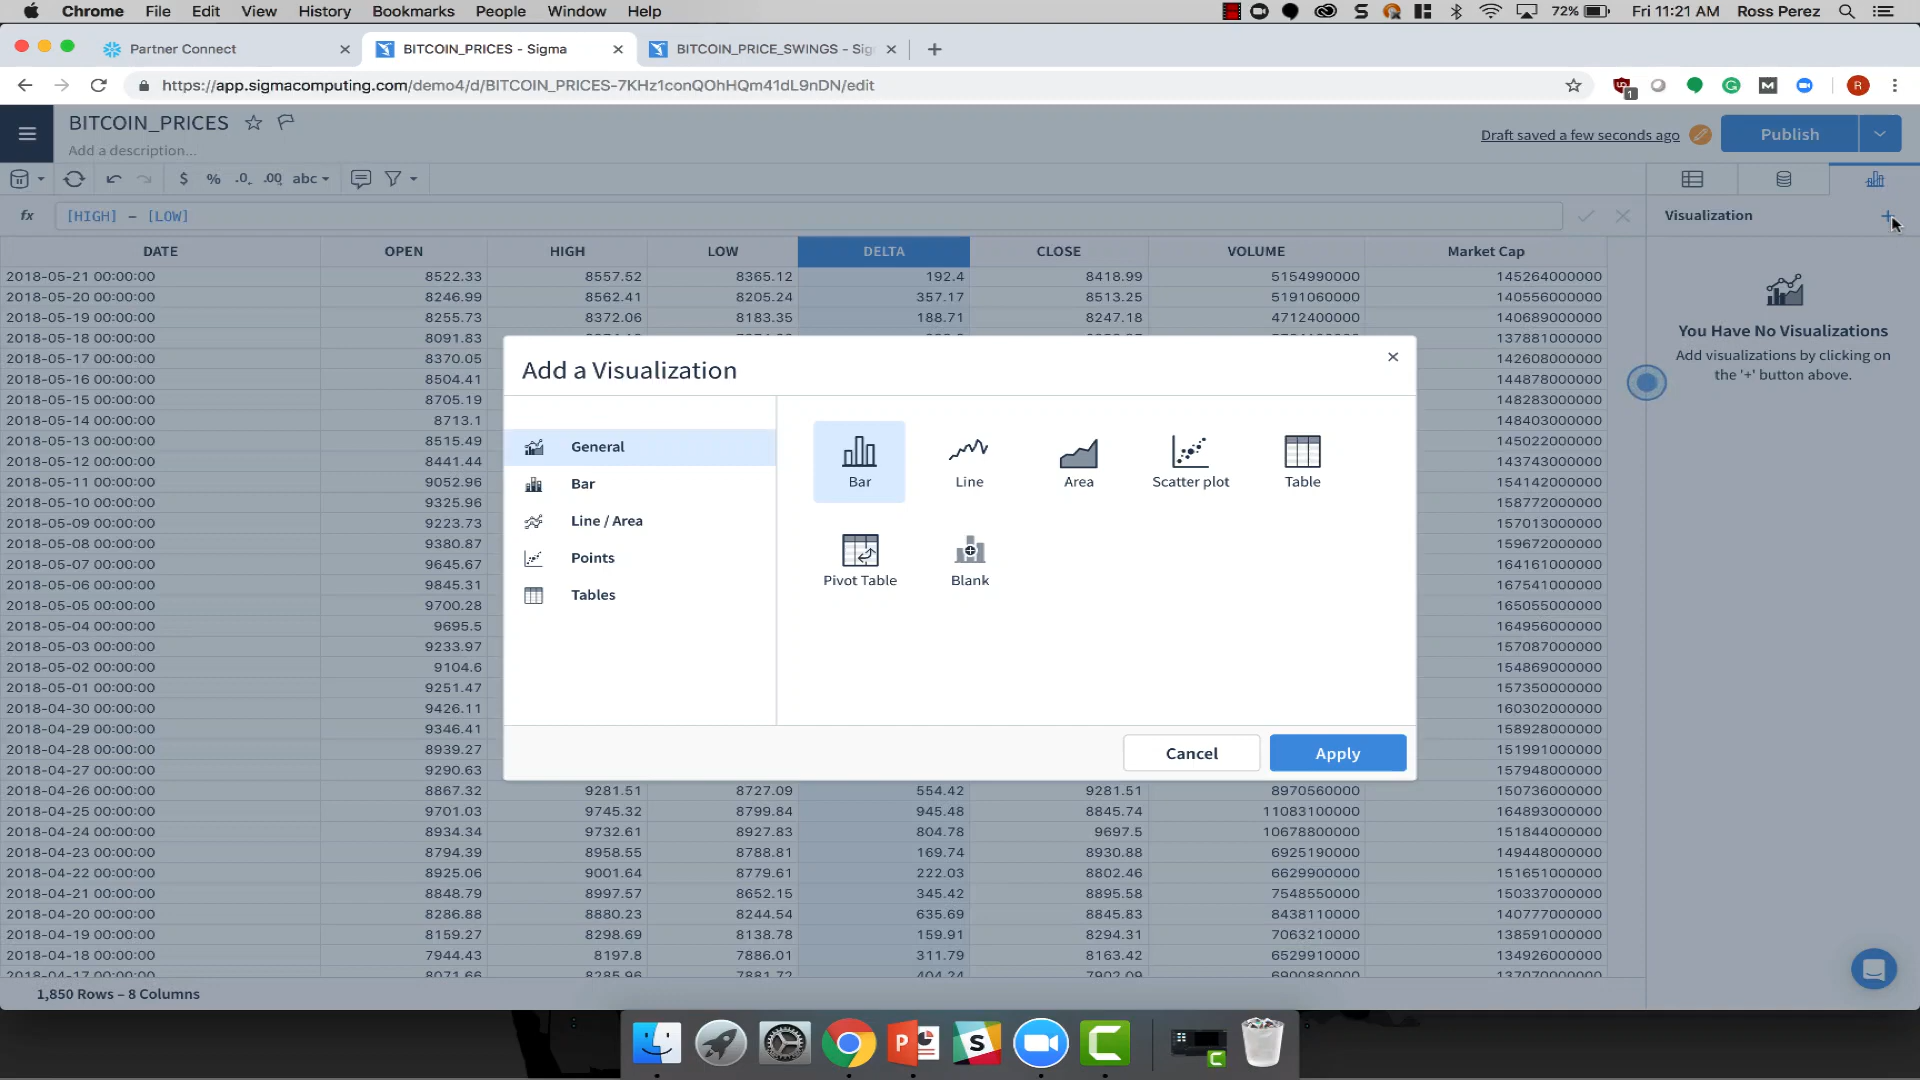 Chrome File Edit View History Bookmarks People Window Help 72% Fri 11:21 AM Ross Perez
Partner Connect BITCOIN_PRICES - Sigma BITCOIN_PRICE_SWINGS - Sig
https://app.sigmacomputing.com/demo4/d/BITCOIN_PRICES-7KHz1conQOhHQm41dL9nDN/edit
BITCOIN_PRICES
Add a description...
Draft saved a few seconds ago Publish
$ % .0 .00 abc
fx [HIGH] – [LOW]
Visualization
DATE OPEN HIGH LOW DELTA CLOSE VOLUME Market Cap
2018-05-21 00:00:00 8522.33 8557.52 8365.12 192.4 8418.99 5154990000 145264000000
2018-05-20 00:00:00 8246.99 8562.41 8205.24 357.17 8513.25 5191060000 140556000000
2018-05-19 00:00:00 8255.73 8372.06 8183.35 188.71 8247.18 4712400000 140689000000
2018-05-18 00:00:00 8091.83 137881000000
2018-05-17 00:00:00 8370.05 142608000000
2018-05-16 00:00:00 8504.41 144878000000
2018-05-15 00:00:00 8705.19 148283000000
2018-05-14 00:00:00 8713.1 148403000000
2018-05-13 00:00:00 8515.49 145022000000
2018-05-12 00:00:00 8441.44 143743000000
2018-05-11 00:00:00 9052.96 154142000000
2018-05-10 00:00:00 9325.96 158772000000
2018-05-09 00:00:00 9223.73 157013000000
2018-05-08 00:00:00 9380.87 159672000000
2018-05-07 00:00:00 9645.67 164161000000
2018-05-06 00:00:00 9845.31 167541000000
2018-05-05 00:00:00 9700.28 165055000000
2018-05-04 00:00:00 9695.5 164956000000
2018-05-03 00:00:00 9233.97 157087000000
2018-05-02 00:00:00 9104.6 154869000000
2018-05-01 00:00:00 9251.47 157350000000
2018-04-30 00:00:00 9426.11 160302000000
2018-04-29 00:00:00 9346.41 158928000000
2018-04-28 00:00:00 8939.27 151991000000
2018-04-27 00:00:00 9290.63 157948000000
2018-04-26 00:00:00 8867.32 9281.51 8727.09 554.42 9281.51 8970560000 150736000000
2018-04-25 00:00:00 9701.03 9745.32 8799.84 945.48 8845.74 11083100000 164893000000
2018-04-24 00:00:00 8934.34 9732.61 8927.83 804.78 9697.5 10678800000 151844000000
2018-04-23 00:00:00 8794.39 8958.55 8788.81 169.74 8930.88 6925190000 149448000000
2018-04-22 00:00:00 8925.06 9001.64 8779.61 222.03 8802.46 6629900000 151651000000
2018-04-21 00:00:00 8848.79 8997.57 8652.15 345.42 8895.58 7548550000 150337000000
2018-04-20 00:00:00 8286.88 8880.23 8244.54 635.69 8845.83 8438110000 140777000000
2018-04-19 00:00:00 8159.27 8298.69 8138.78 159.91 8294.31 7063210000 138591000000
2018-04-18 00:00:00 7944.43 8197.8 7886.01 311.79 8163.42 6529910000 134926000000
2018-04-17 00:00:00 8071.66 8285.96 7881.72 404.24 7902.09 6900880000 137070000000
1,850 Rows – 8 Columns
You Have No Visualizations
Add visualizations by clicking on
the '+' button above.
Add a Visualization
General
Bar
Line / Area
Points
Tables
Bar Line Area Scatter plot Table
Pivot Table Blank
Cancel Apply